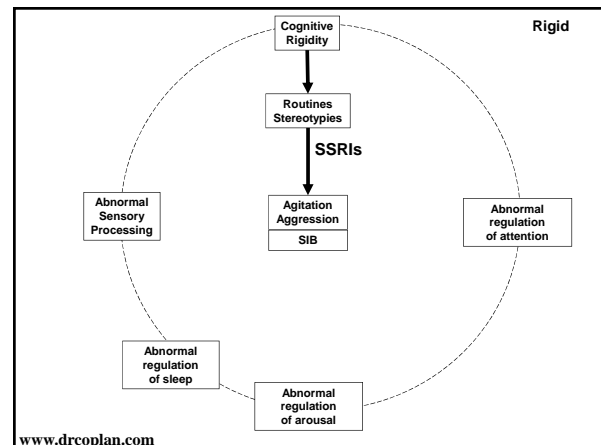 Cognitive
Rigidity
Rigid
Routines
Stereotypies
SSRIs
Abnormal
Sensory
Processing
Agitation
Aggression
SIB
Abnormal
regulation
of attention
Abnormal
regulation
of sleep
Abnormal
regulation
of arousal
www.drcoplan.com